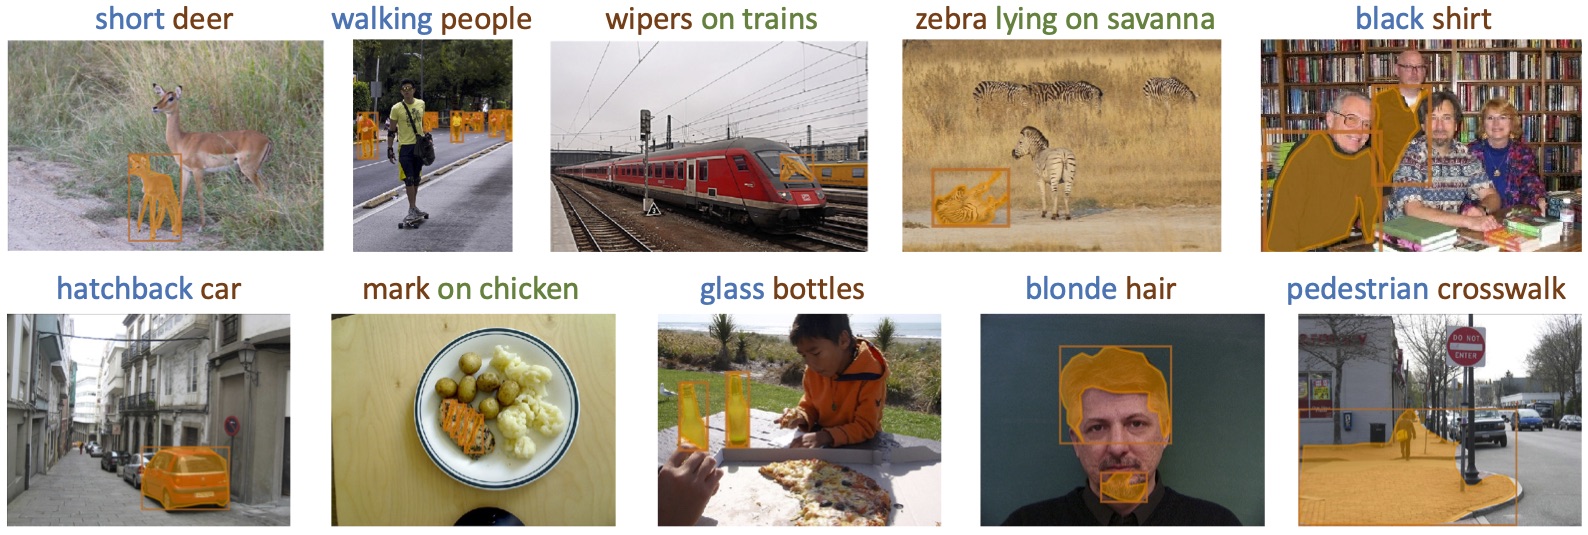 short deer
walking people
wipers on trains
zebra lying on savanna
black shirt
hatchback car
mark on chicken
glass bottles
blonde hair
pedestrian crosswalk
DO NOT
ENTER